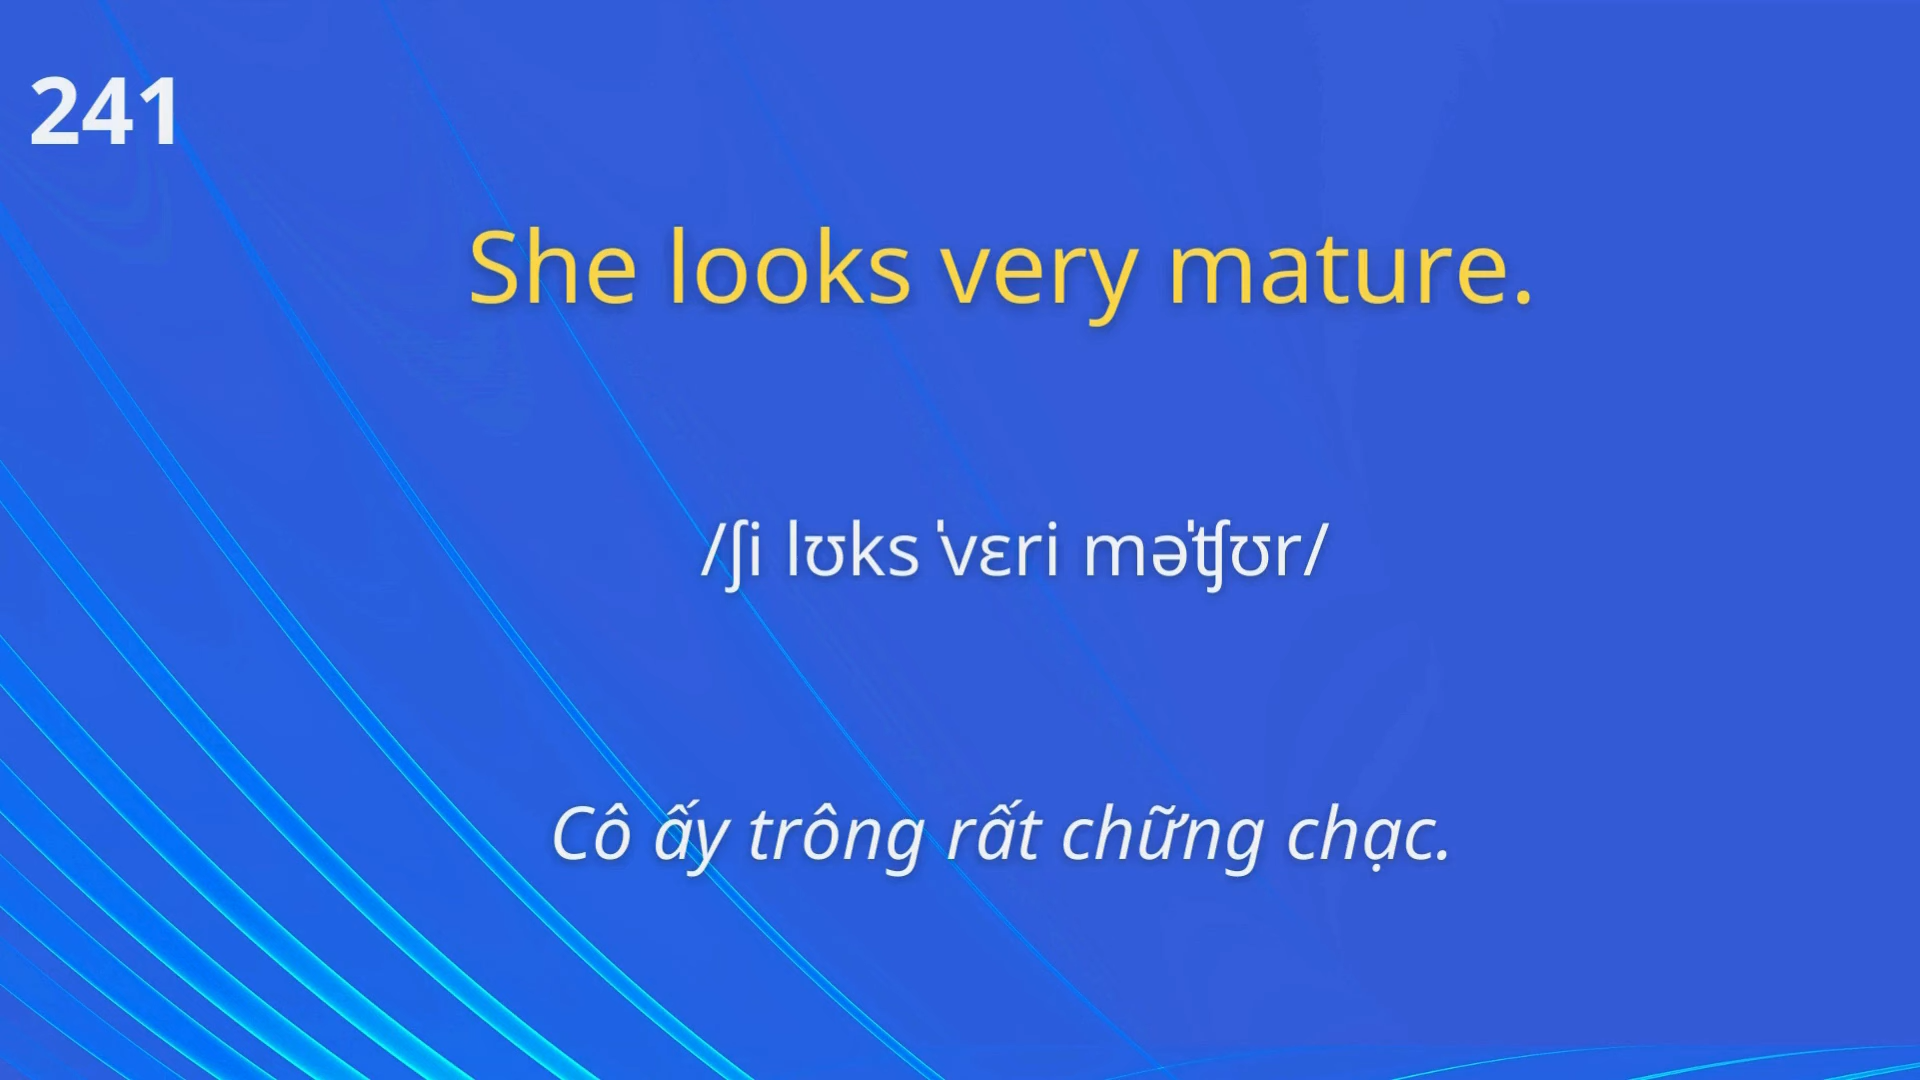 241
She looks very mature.
/ʃi lʊks ˈvɛri məˈʧʊr/
Cô ấy trông rất chững chạc.